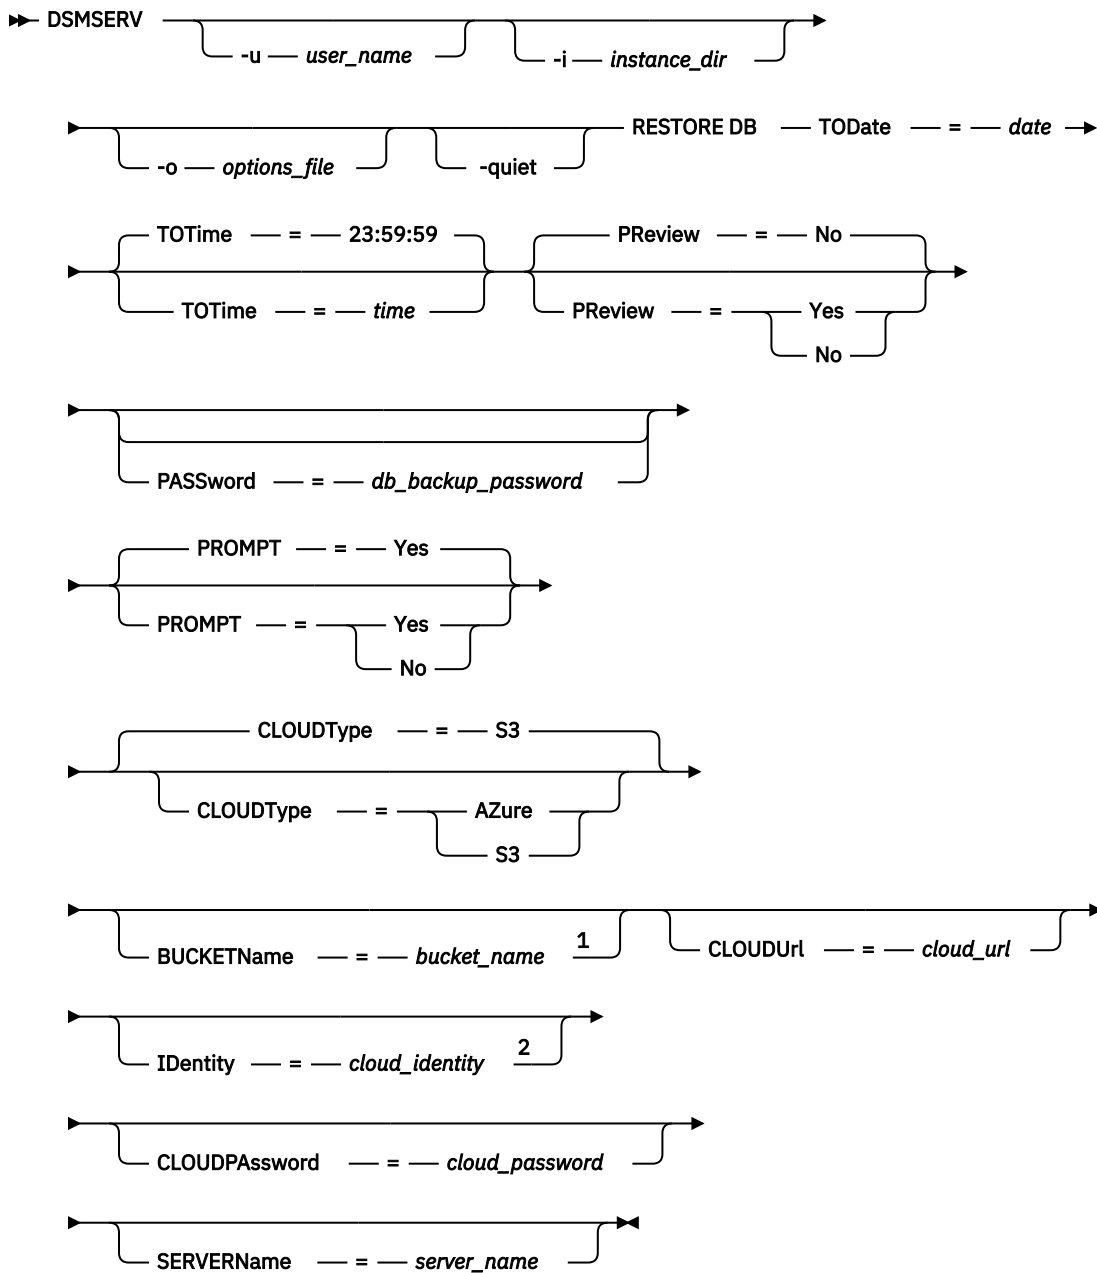 DSMSERV
-u user_name -i instance_dir
-o options_file -quiet RESTORE DB TODate = date
TOTime = 23:59:59 PReview = No
TOTime = time PReview = Yes
No
PASSword = db_backup_password
PROMPT = Yes
PROMPT = Yes
No
CLOUDType = S3
CLOUDType = AZure
S3
BUCKETName = bucket_name 1 CLOUDUrl = cloud_url
IDentity = cloud_identity 2
CLOUDPAssword = cloud_password
SERVERName = server_name